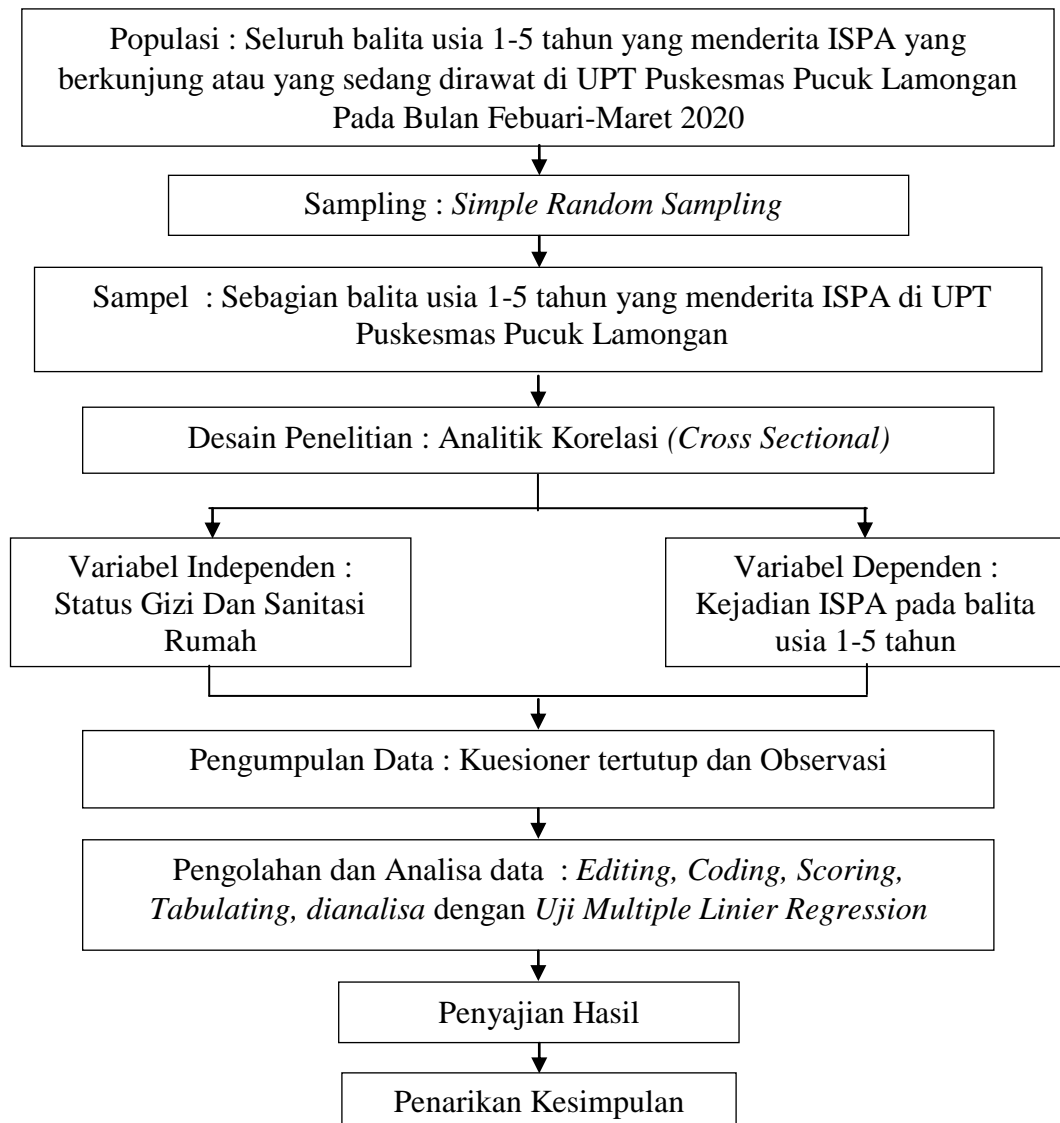 Populasi : Seluruh balita usia 1-5 tahun yang menderita ISPA yang
berkunjung atau yang sedang dirawat di UPT Puskesmas Pucuk Lamongan
Pada Bulan Febuari-Maret 2020
Sampling : Simple Random Sampling
Sampel : Sebagian balita usia 1-5 tahun yang menderita ISPA di UPT
Puskesmas Pucuk Lamongan
Desain Penelitian : Analitik Korelasi (Cross Sectional)
Variabel Independen :
Status Gizi Dan Sanitasi
Rumah
Variabel Dependen :
Kejadian ISPA pada balita
usia 1-5 tahun
Pengumpulan Data : Kuesioner tertutup dan Observasi
Pengolahan dan Analisa data : Editing, Coding, Scoring,
Tabulating, dianalisa dengan Uji Multiple Linier Regression
Penyajian Hasil
Penarikan Kesimpulan